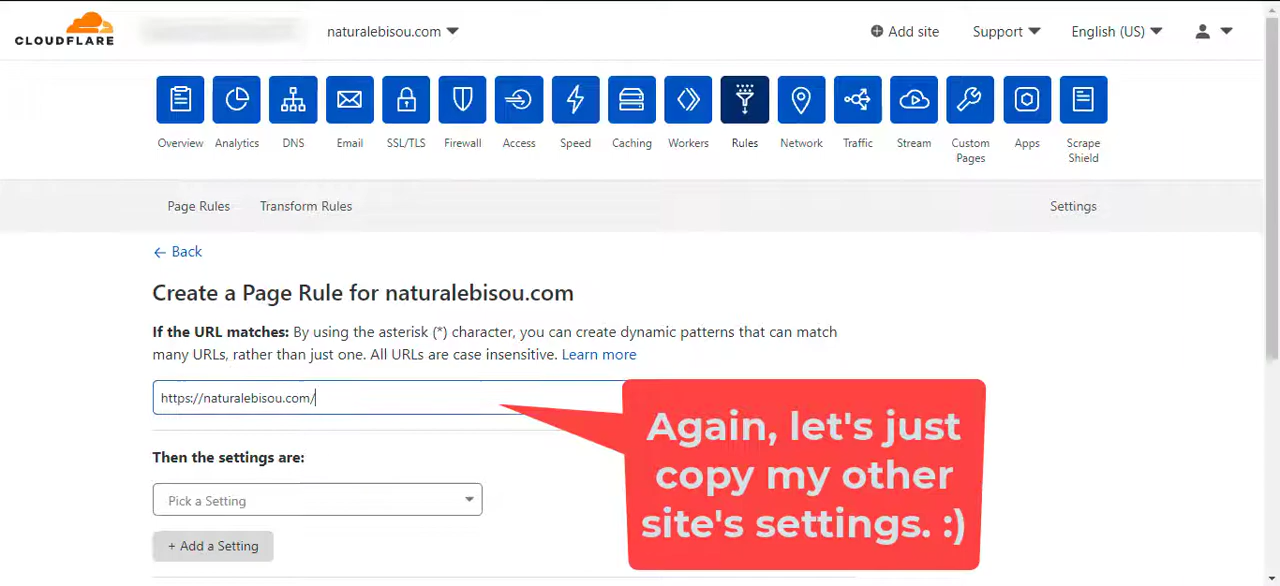 CLOUDFLARE
naturalebisou.com
Add site
Support
English (US)
Overview
Analytics
DNS
Email
SSL/TLS
Firewall
Access
Speed
Caching
Workers
Rules
Network
Traffic
Stream
Custom
Pages
Apps
Scrape
Shield
Page Rules
Transform Rules
Settings
← Back
Create a Page Rule for naturalebisou.com
If the URL matches: By using the asterisk (*) character, you can create dynamic patterns that can match
many URLs, rather than just one. All URLs are case insensitive. Learn more
https://naturalebisou.com/
Again, let's just
copy my other
site's settings. :)
Then the settings are:
Pick a Setting
+ Add a Setting